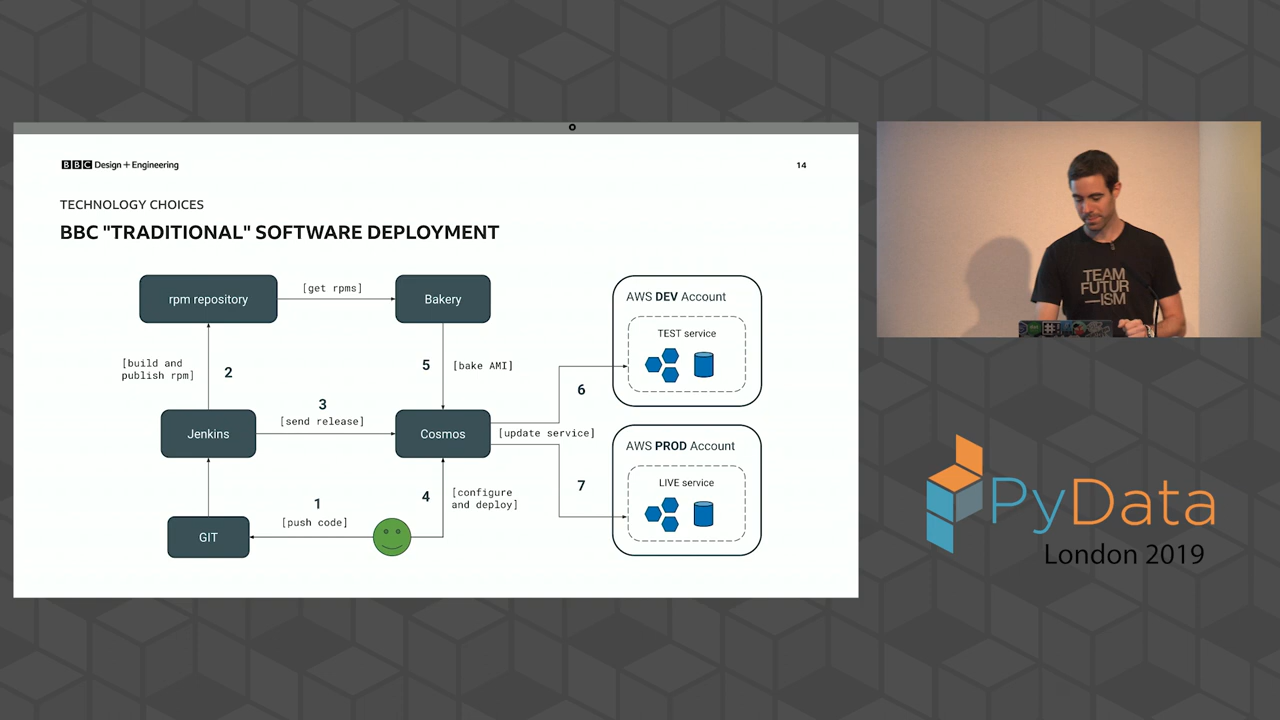 BBC Design + Engineering
14
TECHNOLOGY CHOICES
BBC "TRADITIONAL" SOFTWARE DEPLOYMENT
rpm repository
[get rpms]
Bakery
AWS DEV Account
TEST service
[build and
publish rpm]
2
5
[bake AMI]
6
3
[send release]
Jenkins
Cosmos
[update service]
AWS PROD Account
LIVE service
7
1
[push code]
4
[configure
and deploy]
GIT
TEAM
FUTUR
—ISM
PyData
London 2019